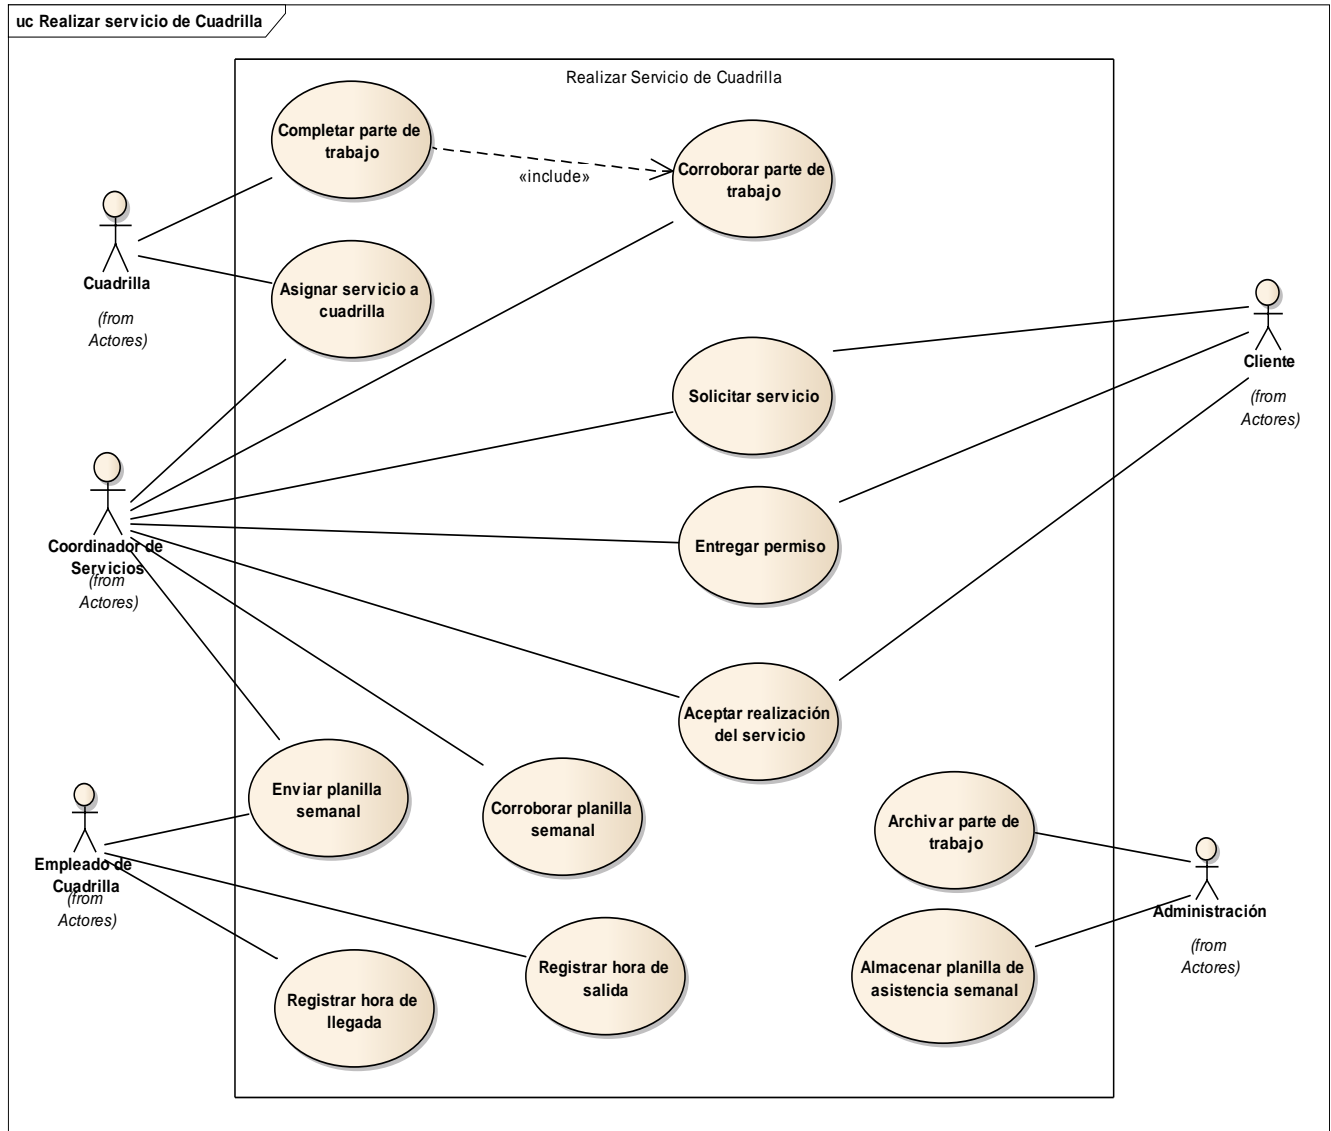 uc Realizar servicio de Cuadrilla
Realizar Servicio de Cuadrilla
Completar parte de
trabajo
«include»
Corroborar parte de
trabajo
Cuadrilla
(from
Actores)
Asignar servicio a
cuadrilla
Cliente
(from
Actores)
Solicitar servicio
Coordinador de
Servicios
(from
Actores)
Entregar permiso
Aceptar realización
del servicio
Enviar planilla
semanal
Corroborar planilla
semanal
Archivar parte de
trabajo
Empleado de
Cuadrilla
(from
Actores)
Administración
(from
Actores)
Registrar hora de
salida
Almacenar planilla de
asistencia semanal
Registrar hora de
llegada